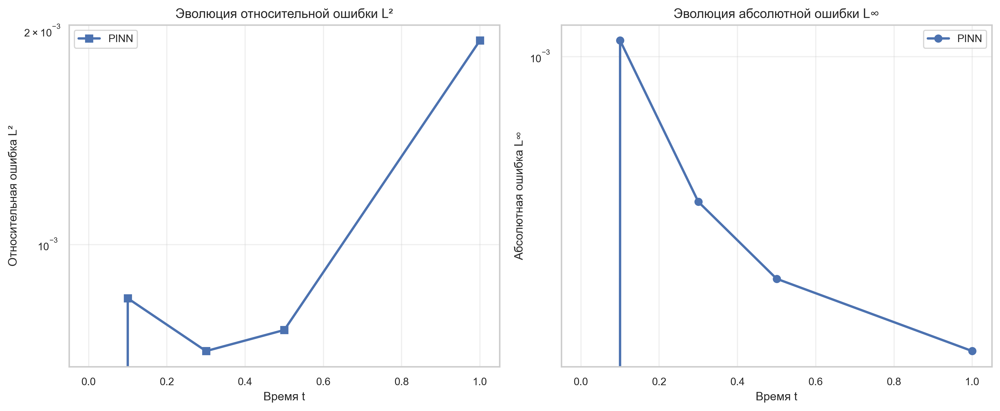 Эволюция относительной ошибки L²
2 × 10⁻³
10⁻³
Относительная ошибка L²
PINN
0.0 0.2 0.4 0.6 0.8 1.0
Время t
Эволюция абсолютной ошибки L∞
10⁻³
Абсолютная ошибка L∞
PINN
0.0 0.2 0.4 0.6 0.8 1.0
Время t